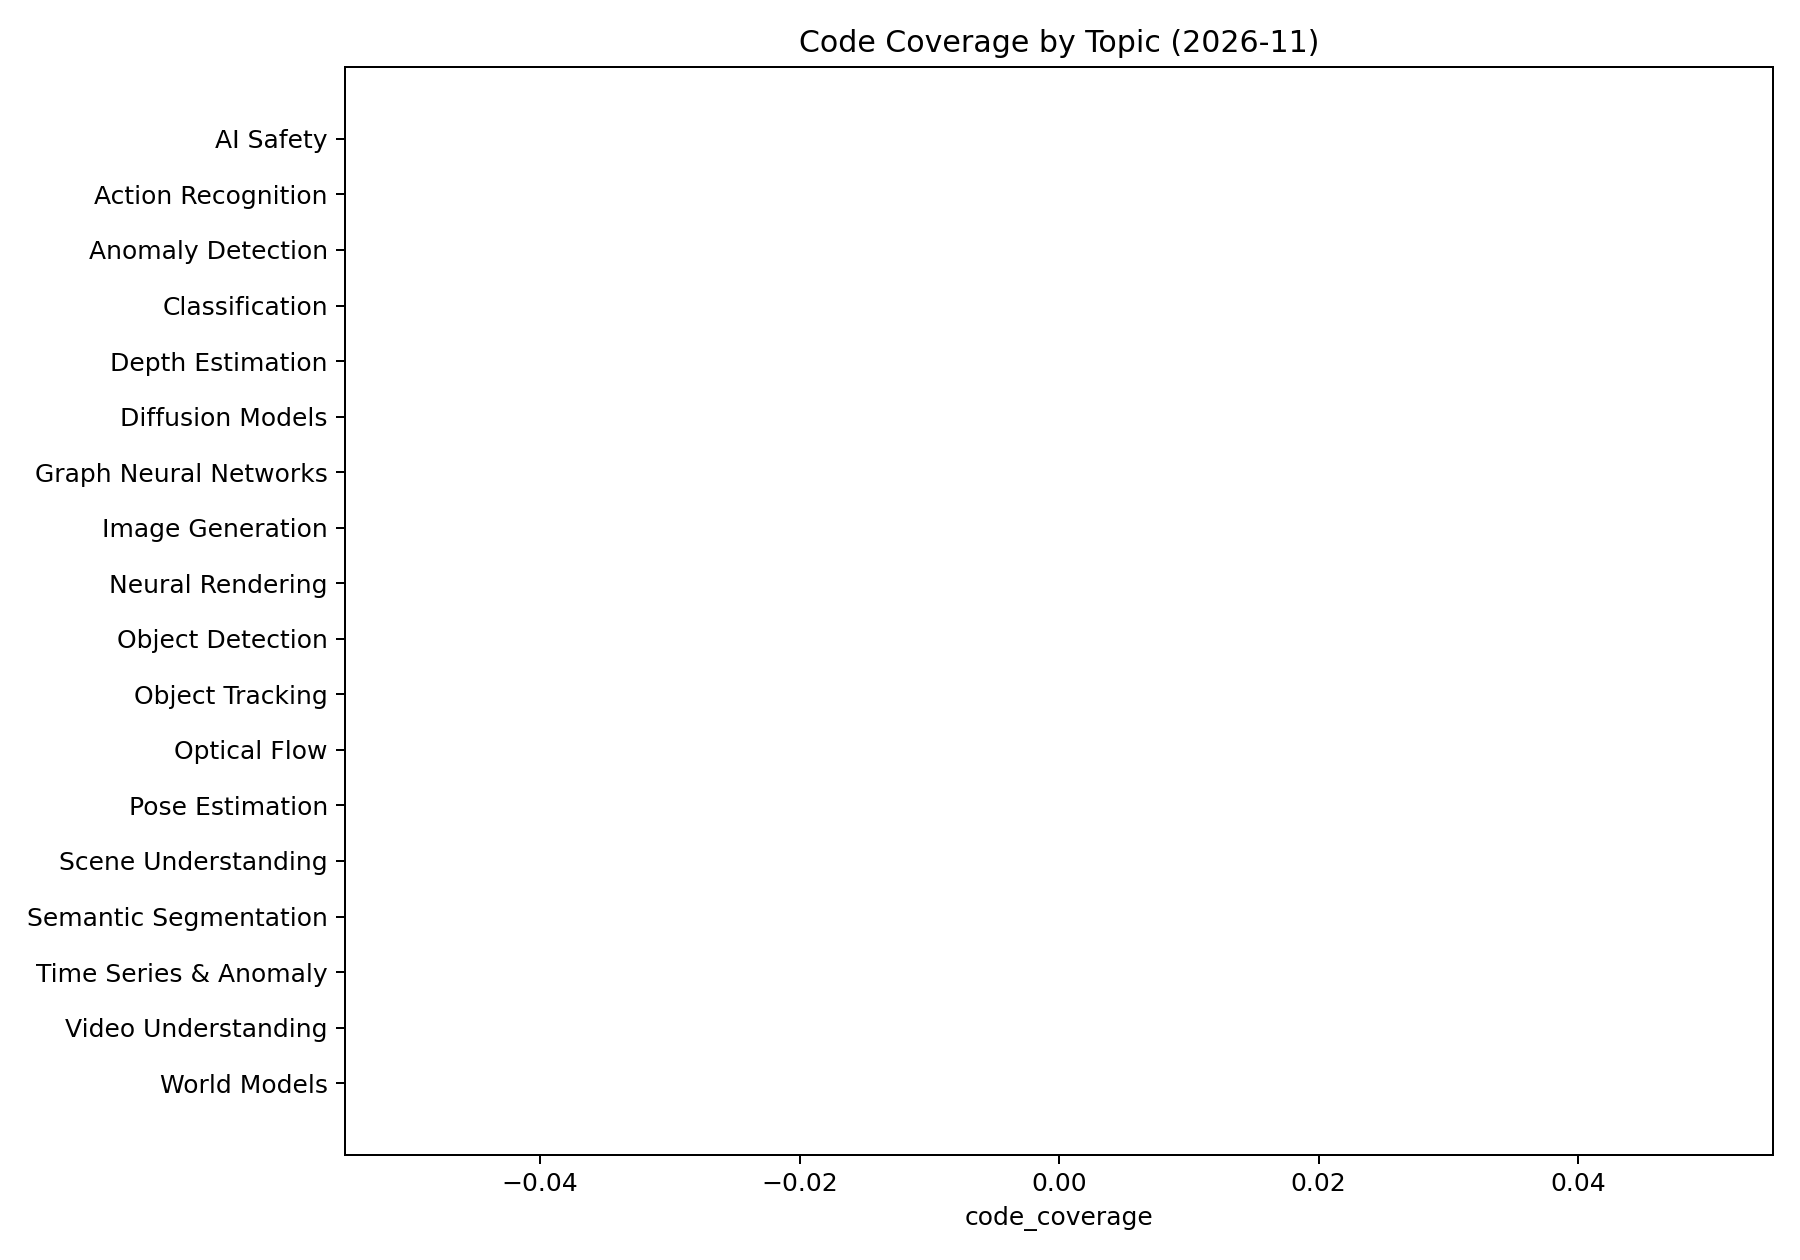 Code Coverage by Topic (2026-11)
AI Safety
Action Recognition
Anomaly Detection
Classification
Depth Estimation
Diffusion Models
Graph Neural Networks
Image Generation
Neural Rendering
Object Detection
Object Tracking
Optical Flow
Pose Estimation
Scene Understanding
Semantic Segmentation
Time Series & Anomaly
Video Understanding
World Models
−0.04 −0.02 0.00 0.02 0.04
code_coverage